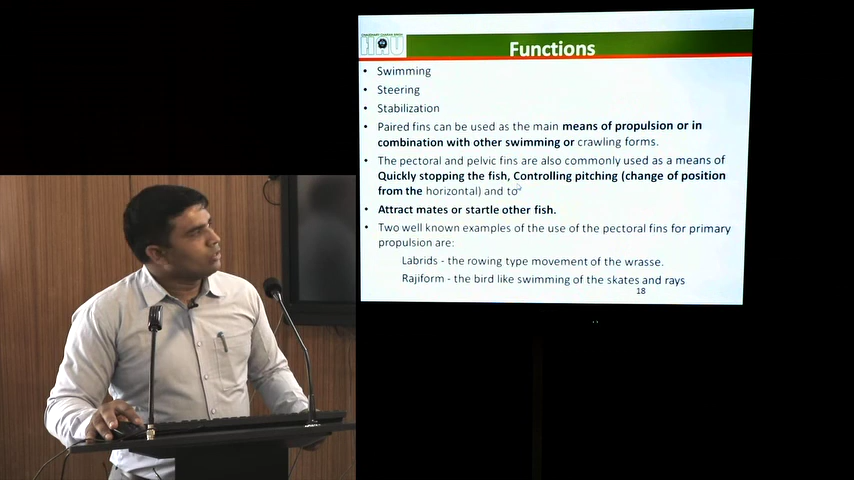 CHAUDHARY CHARAN SINGH
HAU
Functions
• Swimming
• Steering
• Stabilization
• Paired fins can be used as the main means of propulsion or in
combination with other swimming or crawling forms.
• The pectoral and pelvic fins are also commonly used as a means of
Quickly stopping the fish, Controlling pitching (change of position
from the horizontal) and to
• Attract mates or startle other fish.
• Two well known examples of the use of the pectoral fins for primary
propulsion are:
Labrids - the rowing type movement of the wrasse.
Rajiform - the bird like swimming of the skates and rays
18